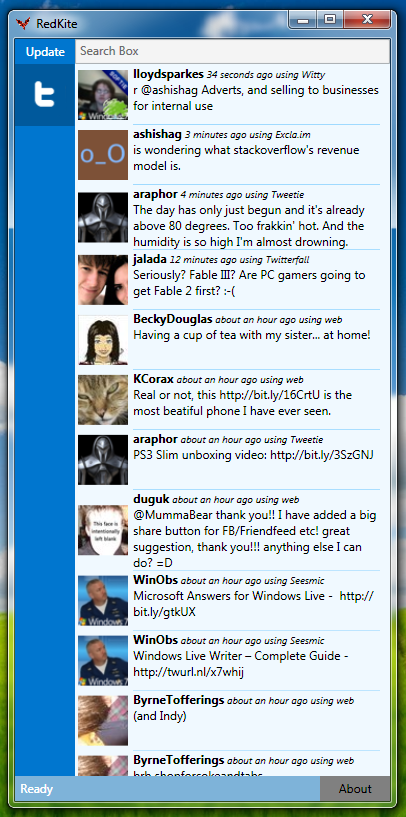 RedKite
Update
Search Box
lloydsparkes 34 seconds ago using Witty
r @ashishag Adverts, and selling to businesses
for internal use
ashishag 3 minutes ago using Excla.im
is wondering what stackoverflow's revenue
model is.
o_O
araphor 4 minutes ago using Tweetie
The day has only just begun and it's already
above 80 degrees. Too frakkin' hot. And the
humidity is so high I'm almost drowning.
jalada 12 minutes ago using Twitterfall
Seriously? Fable III? Are PC gamers going to
get Fable 2 first? :-(
BeckyDouglas about an hour ago using web
Having a cup of tea with my sister... at home!
KCorax about an hour ago using web
Real or not, this http://bit.ly/16CrtU is the
most beatiful phone I have ever seen.
araphor about an hour ago using Tweetie
PS3 Slim unboxing video: http://bit.ly/3SzGNJ
duguk about an hour ago using web
@MummaBear thank you!! I have added a big
share button for FB/Friendfeed etc! great
suggestion, thank you!!! anything else I can
do? =D
This face is
intentionally
left blank
WinObs about an hour ago using Seesmic
Microsoft Answers for Windows Live - http://
bit.ly/gtkUX
Windows 7
WinObs about an hour ago using Seesmic
Windows Live Writer – Complete Guide -
http://twurl.nl/x7whij
Windows 7
ByrneTofferings about an hour ago using web
(and Indy)
ByrneTofferings about an hour ago using web
Ready
About